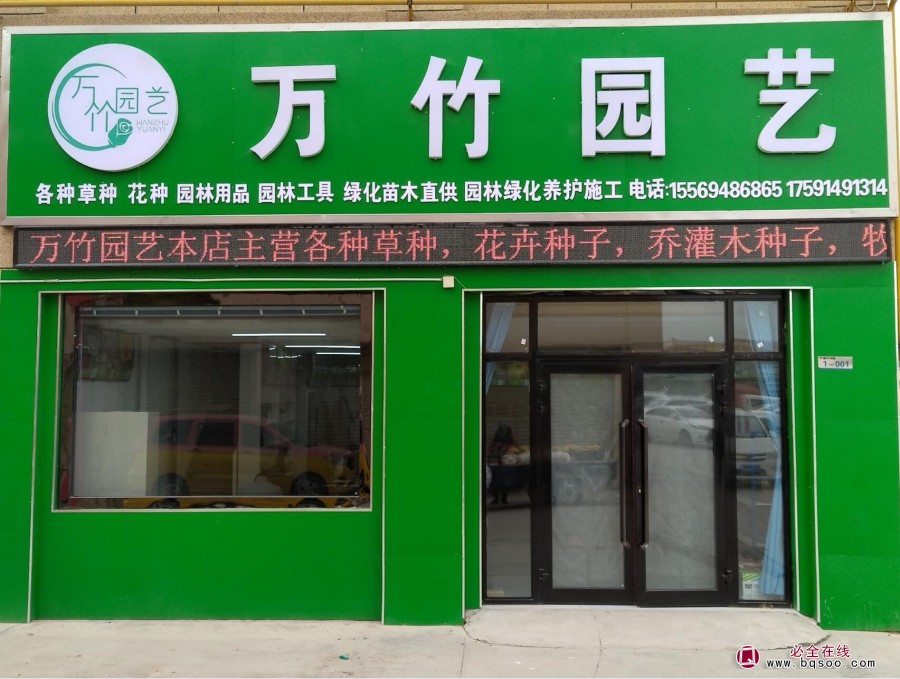 万竹园艺
WANZHU
YUANYI
万竹园艺
各种草种 花种 园林用品 园林工具 绿化苗木直供 园林绿化养护施工 电话:15569486865 17591491314
万竹园艺本店主营各种草种，花卉种子，乔灌木种子，牧
1-001
必全在线
www.bqsoo.com